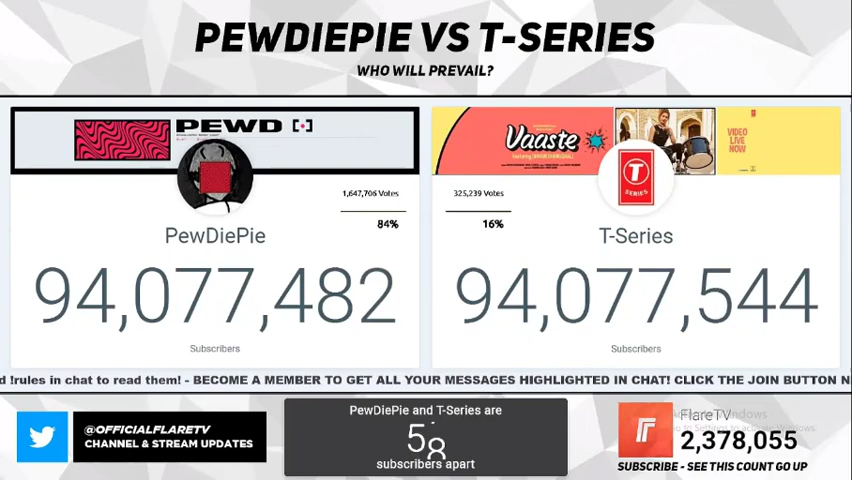 PEWDIEPIE VS T-SERIES
WHO WILL PREVAIL?
PEWD
Vaaste
VIDEO
LIVE
NOW
T
SERIES
1,647,706 Votes
84%
325,239 Votes
16%
PewDiePie
T-Series
94,077,482
94,077,544
Subscribers
Subscribers
d !rules in chat to read them! - BECOME A MEMBER TO GET ALL YOUR MESSAGES HIGHLIGHTED IN CHAT! CLICK THE JOIN BUTTON N
@OFFICIALFLARETV
CHANNEL & STREAM UPDATES
PewDiePie and T-Series are
subscribers apart
FlareTV
2,378,055
SUBSCRIBE - SEE THIS COUNT GO UP